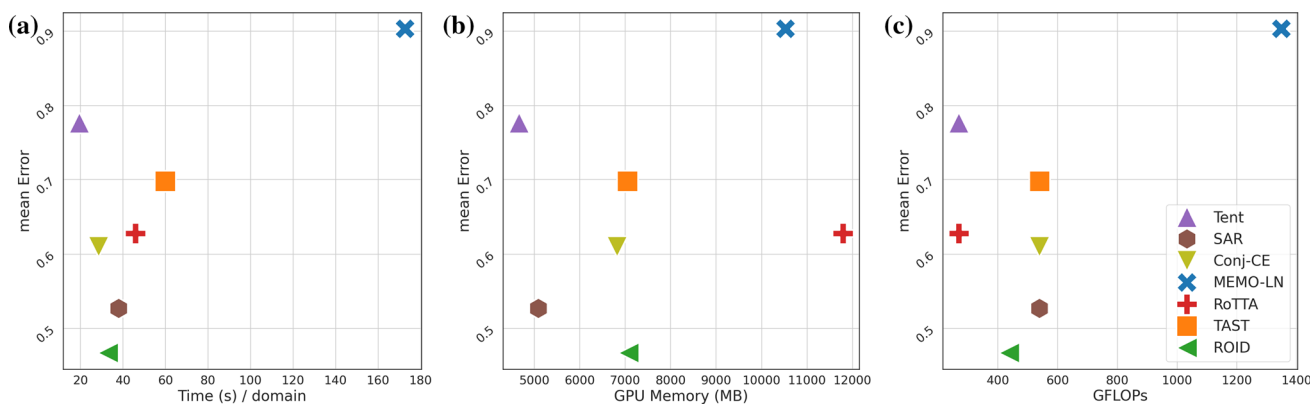 (a)
0.9
0.8
0.7
0.6
0.5
mean Error
20 40 60 80 100 120 140 160 180
Time (s) / domain
(b)
0.9
0.8
0.7
0.6
0.5
mean Error
5000 6000 7000 8000 9000 10000 11000 12000
GPU Memory (MB)
(c)
0.9
0.8
0.7
0.6
0.5
mean Error
400 600 800 1000 1200 1400
GFLOPs
Tent
SAR
Conj-CE
MEMO-LN
RoTTA
TAST
ROID